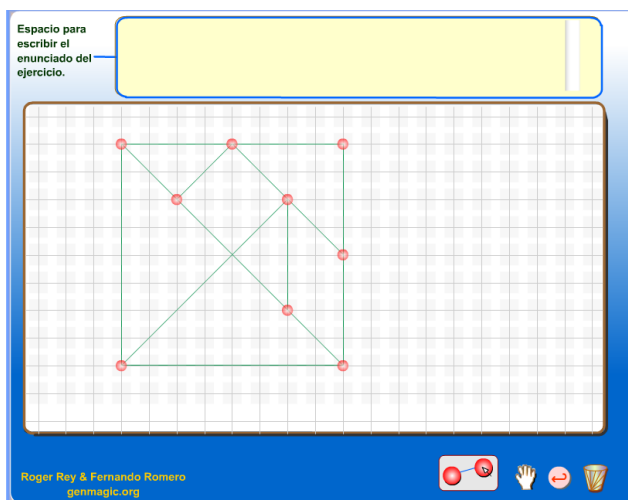 Espacio para
escribir el
enunciado del
ejercicio.
Roger Rey & Fernando Romero
genmagic.org